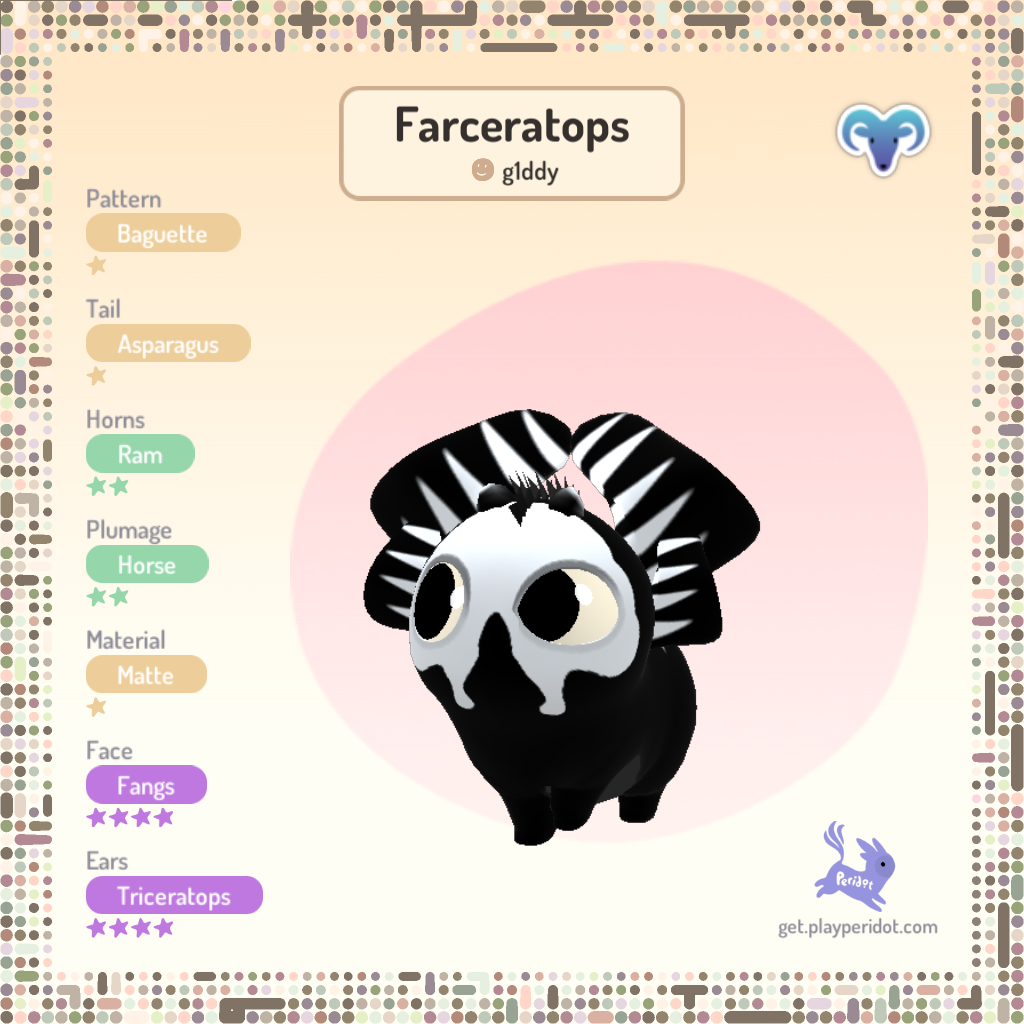 Farceratops
g1ddy
Pattern
Baguette
Tail
Asparagus
Horns
Ram
Plumage
Horse
Material
Matte
Face
Fangs
Ears
Triceratops
Peridot
get.playperidot.com